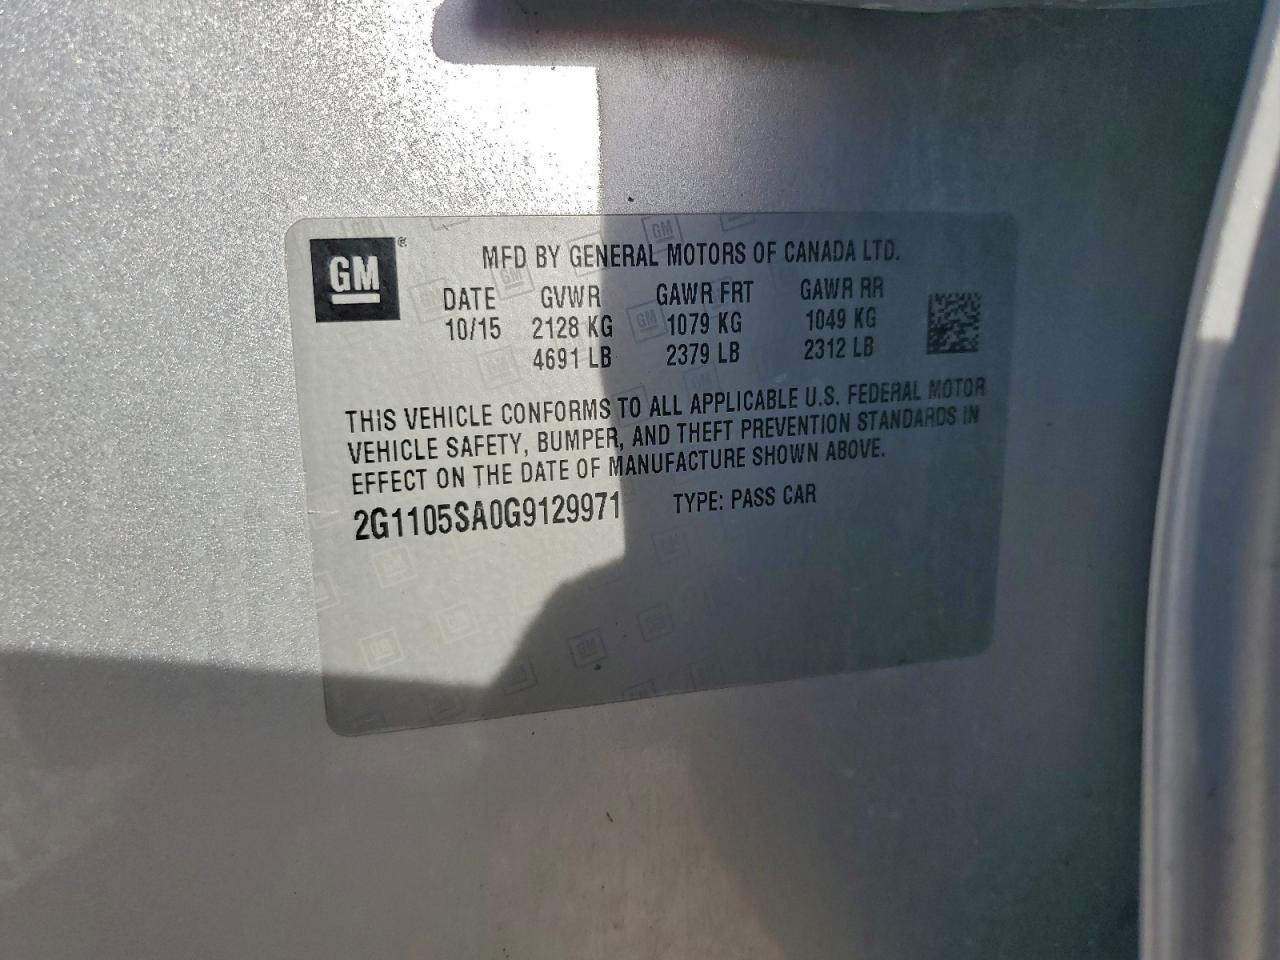 GM ® MFD BY GENERAL MOTORS OF CANADA LTD.
DATE GVWR GAWR FRT GAWR RR
10/15 2128 KG 1079 KG 1049 KG
4691 LB 2379 LB 2312 LB
THIS VEHICLE CONFORMS TO ALL APPLICABLE U.S. FEDERAL MOTOR
VEHICLE SAFETY, BUMPER, AND THEFT PREVENTION STANDARDS IN
EFFECT ON THE DATE OF MANUFACTURE SHOWN ABOVE.
2G1105SA0G9129971 TYPE: PASS CAR